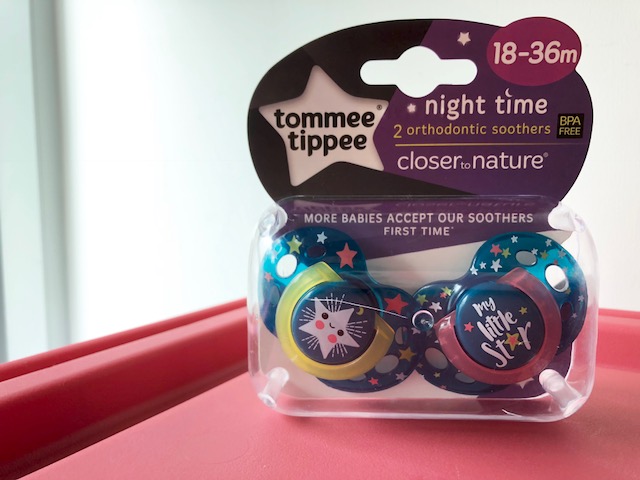 18-36m
tommee®
tippee
night time
2 orthodontic soothers
BPA
FREE
closer to nature®
MORE BABIES ACCEPT OUR SOOTHERS
FIRST TIME*
my
little
Star